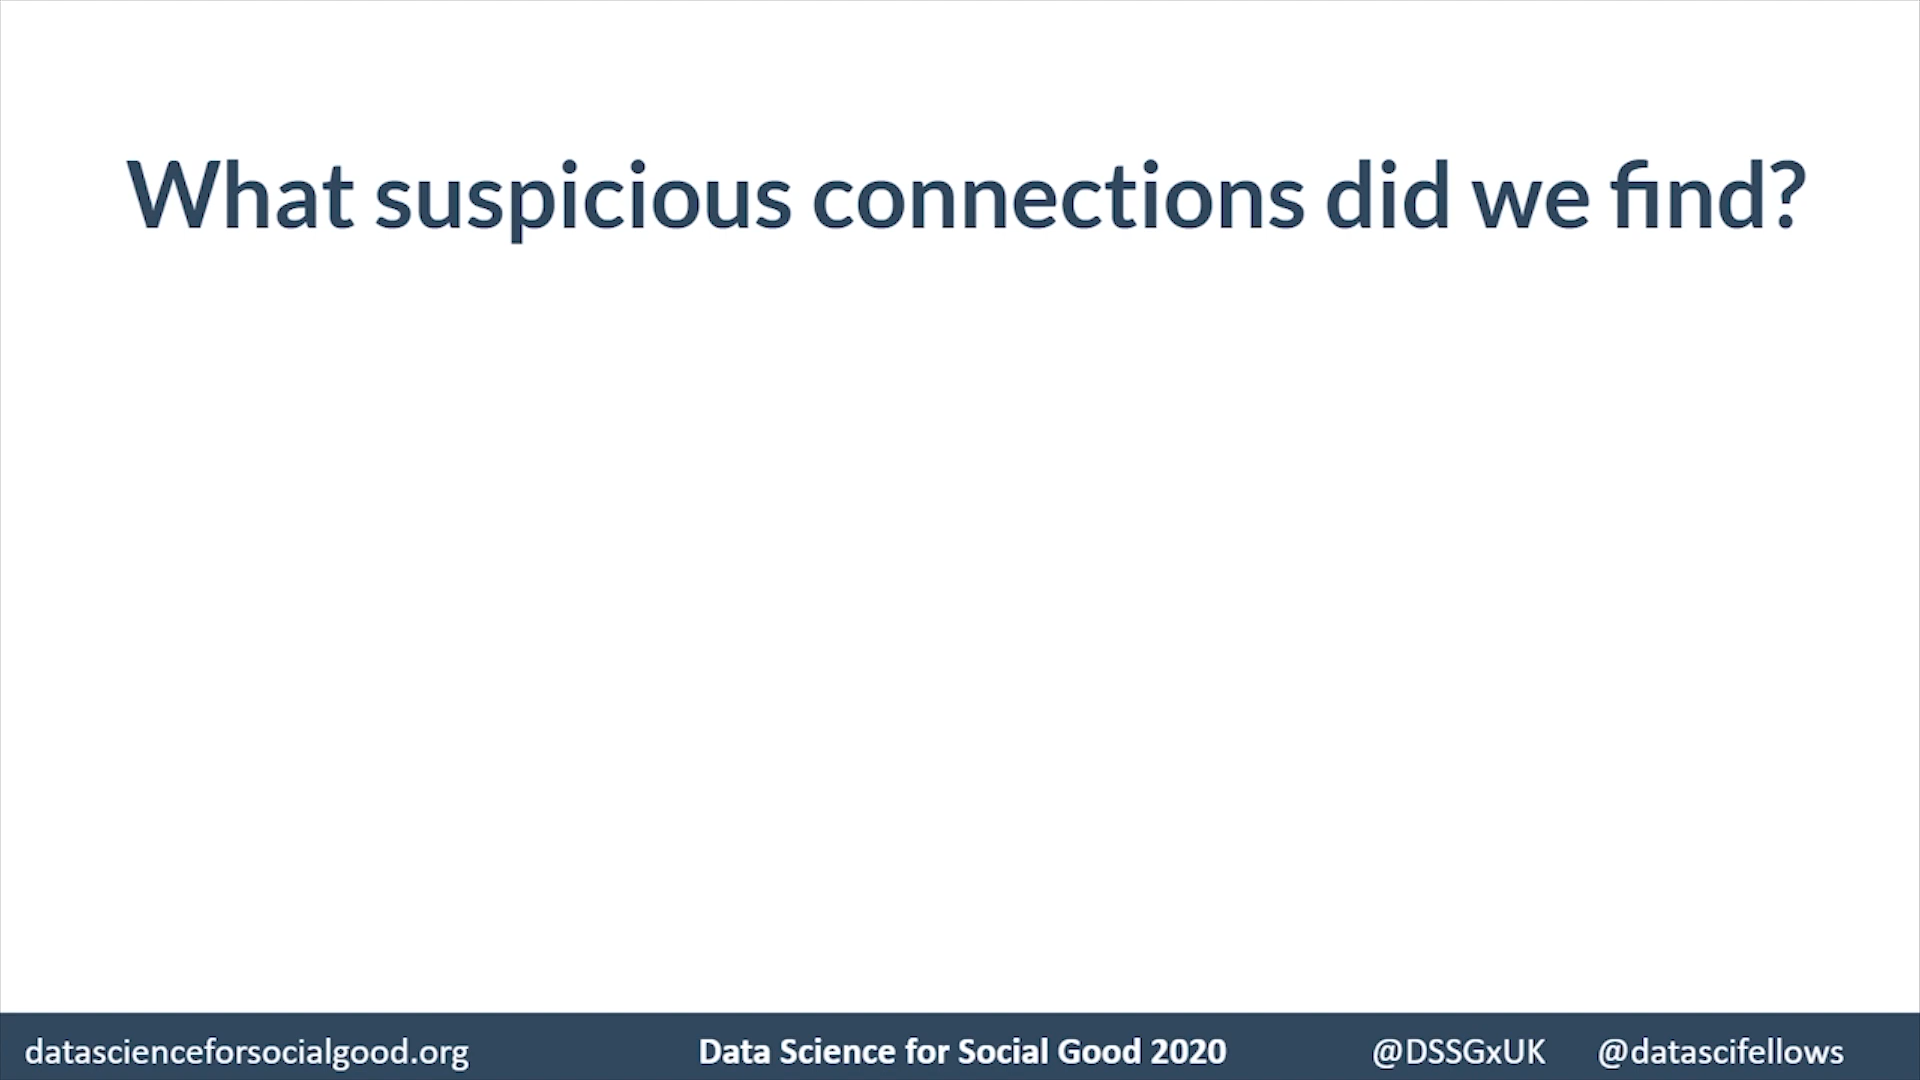 What suspicious connections did we find?
datascienceforsocialgood.org Data Science for Social Good 2020 @DSSGxUK @datascifellows